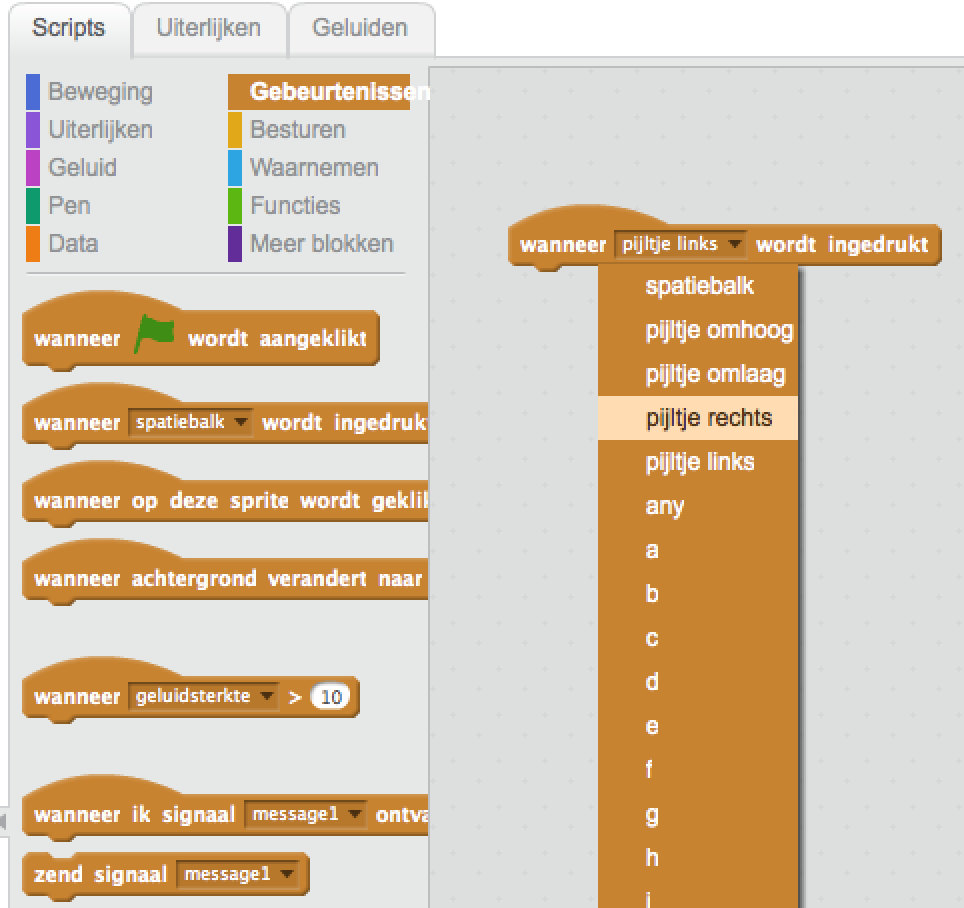 Scripts Uiterlijken Geluiden
Beweging Gebeurtenissen
Uiterlijken Besturen
Geluid Waarnemen
Pen Functies
Data Meer blokken
wanneer wordt aangeklikt
wanneer spatiebalk wordt ingedruk
wanneer op deze sprite wordt geklik
wanneer achtergrond verandert naar
wanneer geluidsterkte > 10
wanneer ik signaal message1 ontva
zend signaal message1
wanneer pijltje links wordt ingedrukt
spatiebalk
pijltje omhoog
pijltje omlaag
pijltje rechts
pijltje links
any
a
b
c
d
e
f
g
h